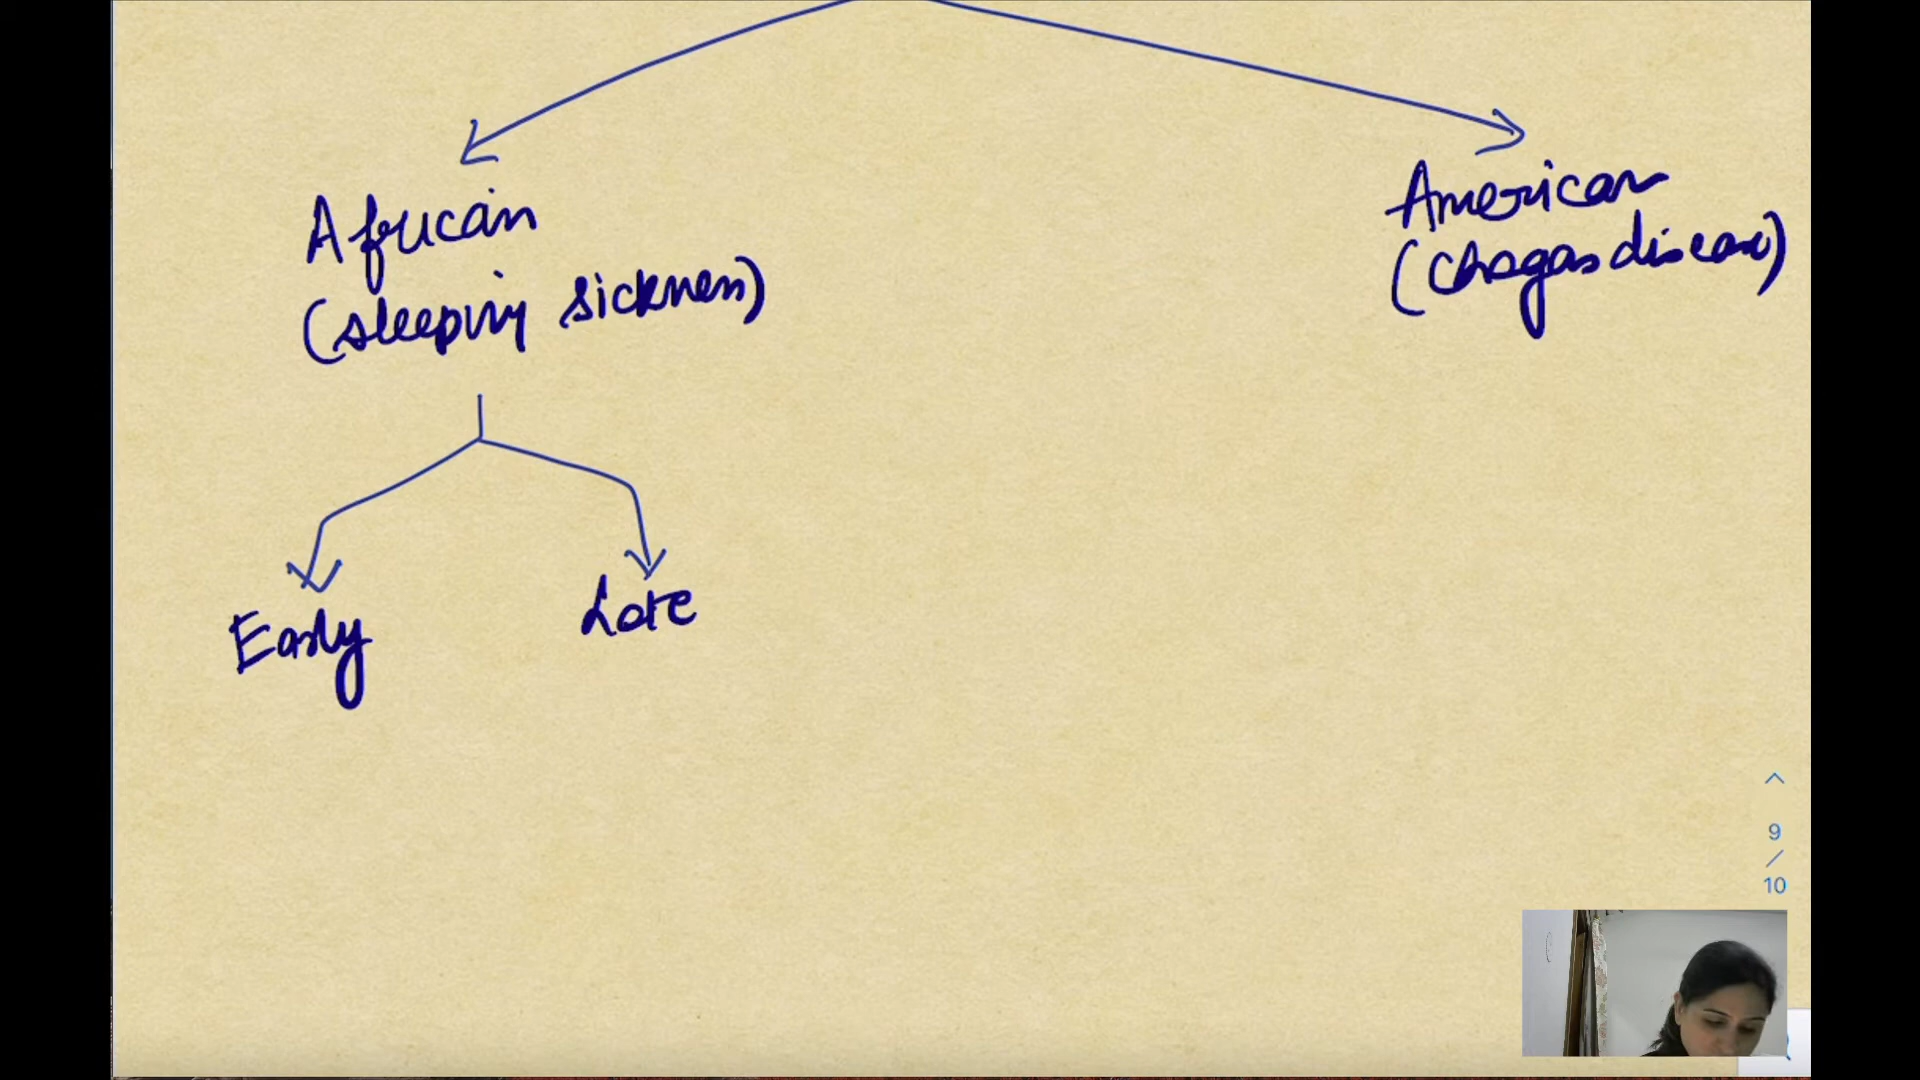 African
(sleeping sickness)
American
(chagas disease)
Early
Late
9
/
10